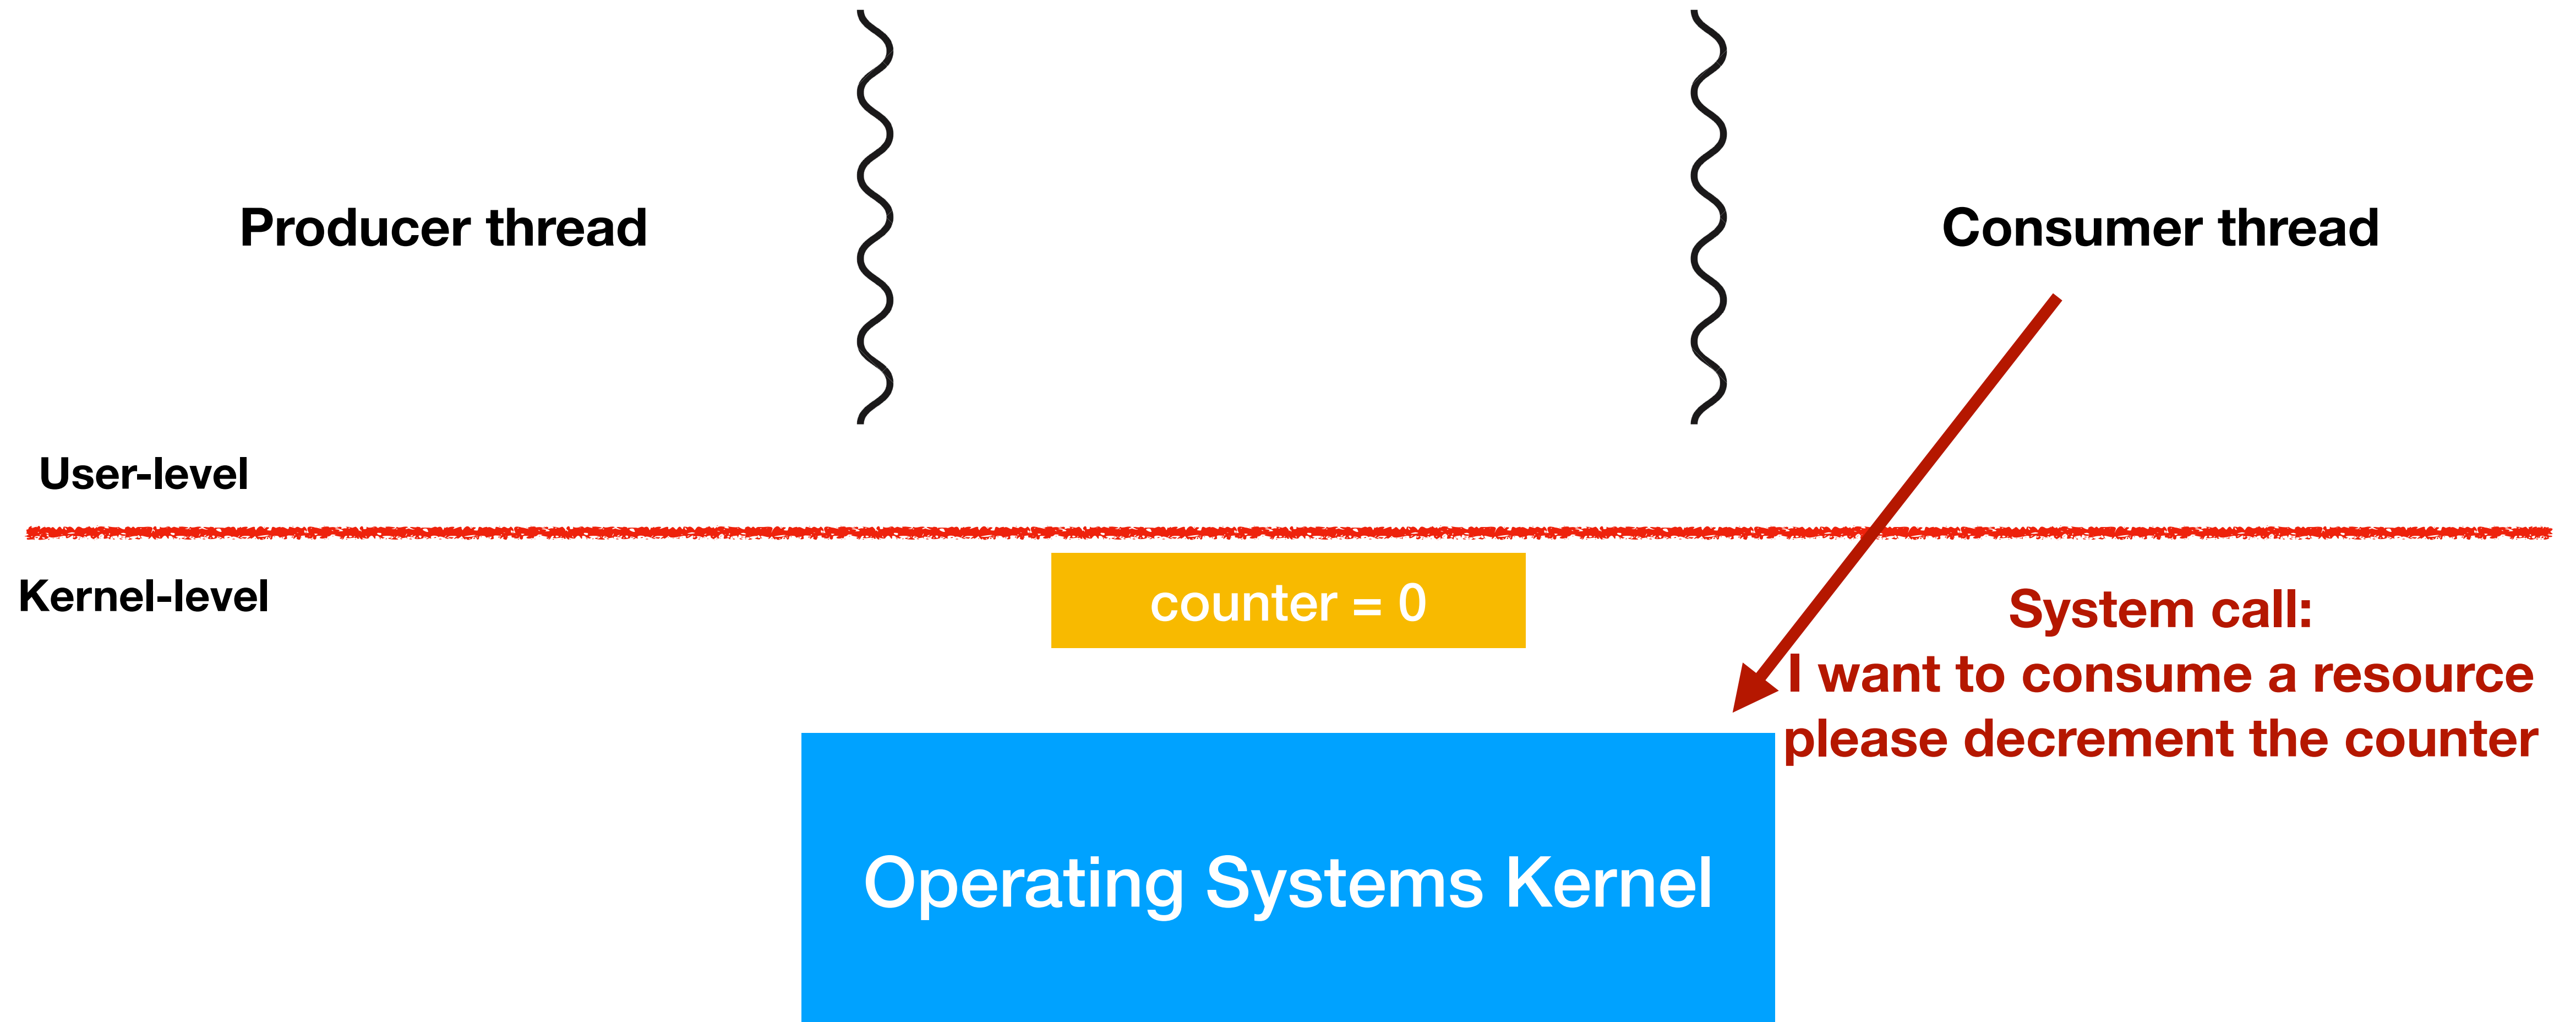 Producer thread
Consumer thread
User-level
Kernel-level
counter = 0
System call:
I want to consume a resource
please decrement the counter
Operating Systems Kernel